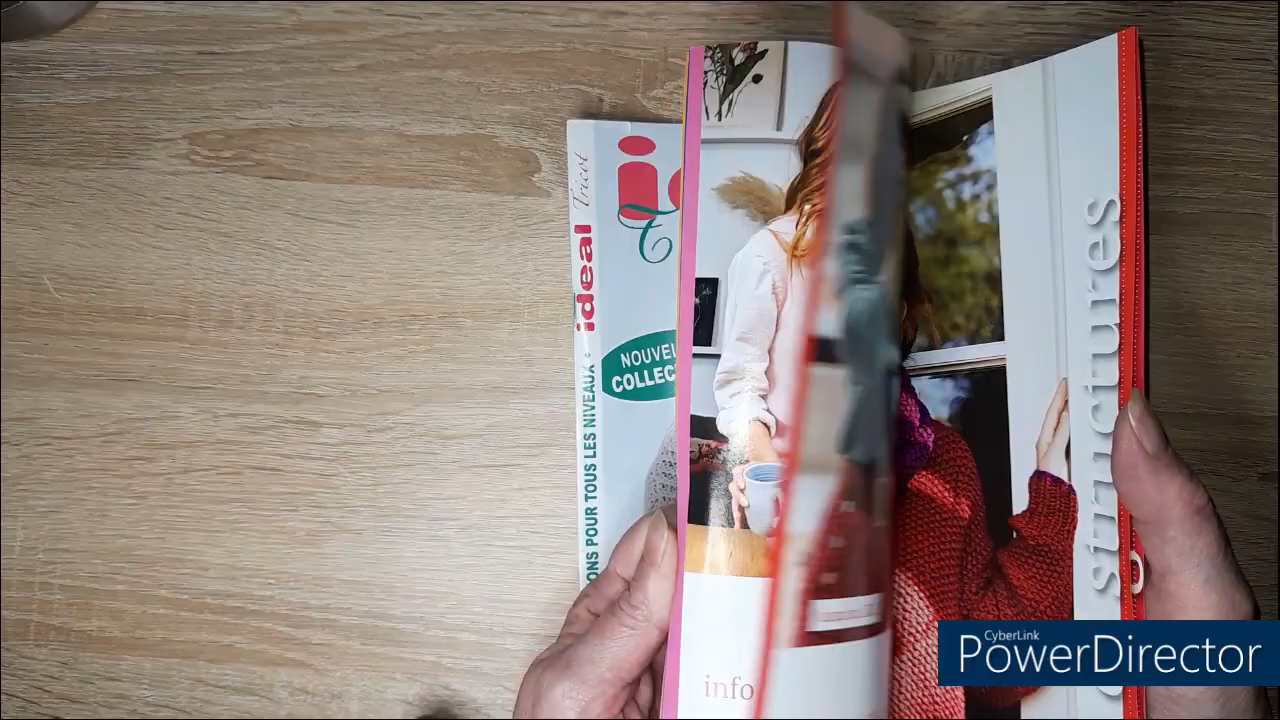 ideal Tricot
ONS POUR TOUS LES NIVEAUX
NOUVEL
COLLEC
structures
info
CyberLink
PowerDirector